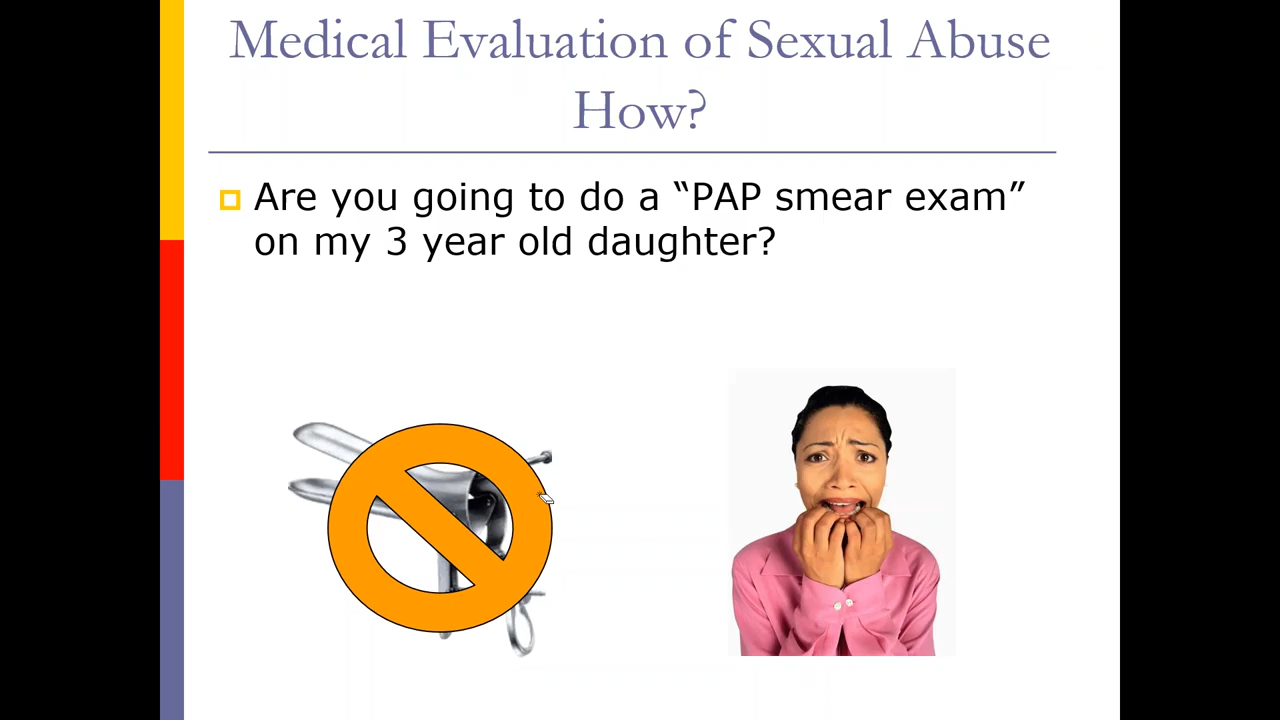 Medical Evaluation of Sexual Abuse
How?
Are you going to do a “PAP smear exam”
on my 3 year old daughter?